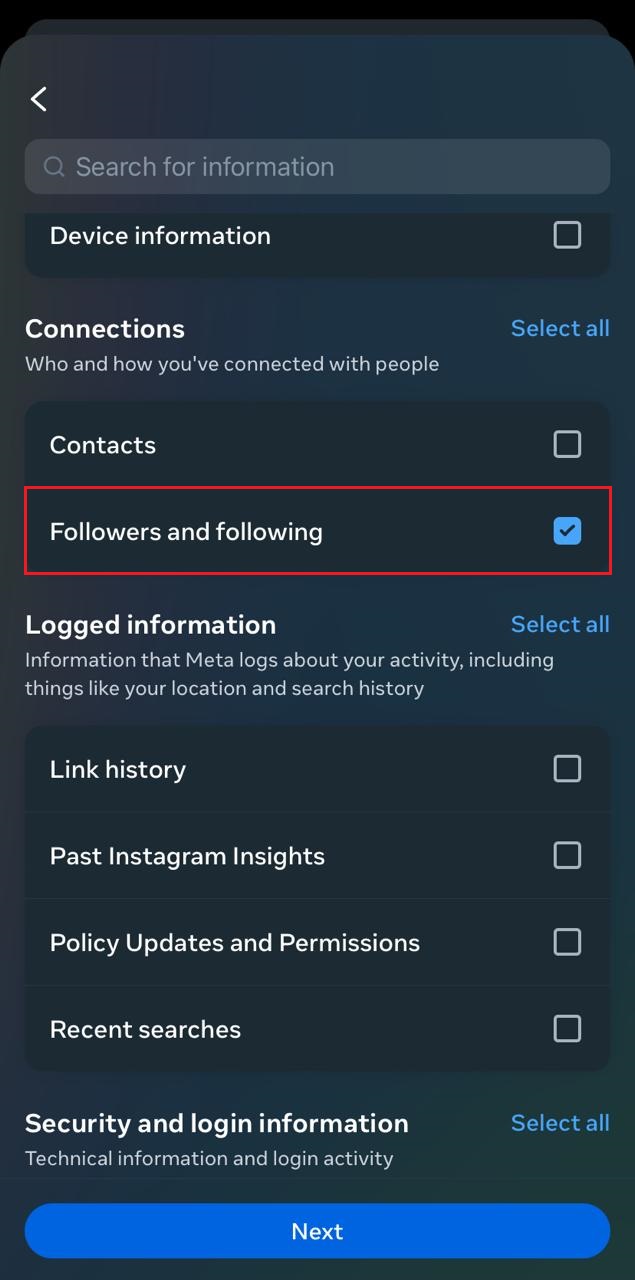 Search for information
Device information
Connections
Select all
Who and how you've connected with people
Contacts
Followers and following
Logged information
Select all
Information that Meta logs about your activity, including
things like your location and search history
Link history
Past Instagram Insights
Policy Updates and Permissions
Recent searches
Security and login information
Select all
Technical information and login activity
Next